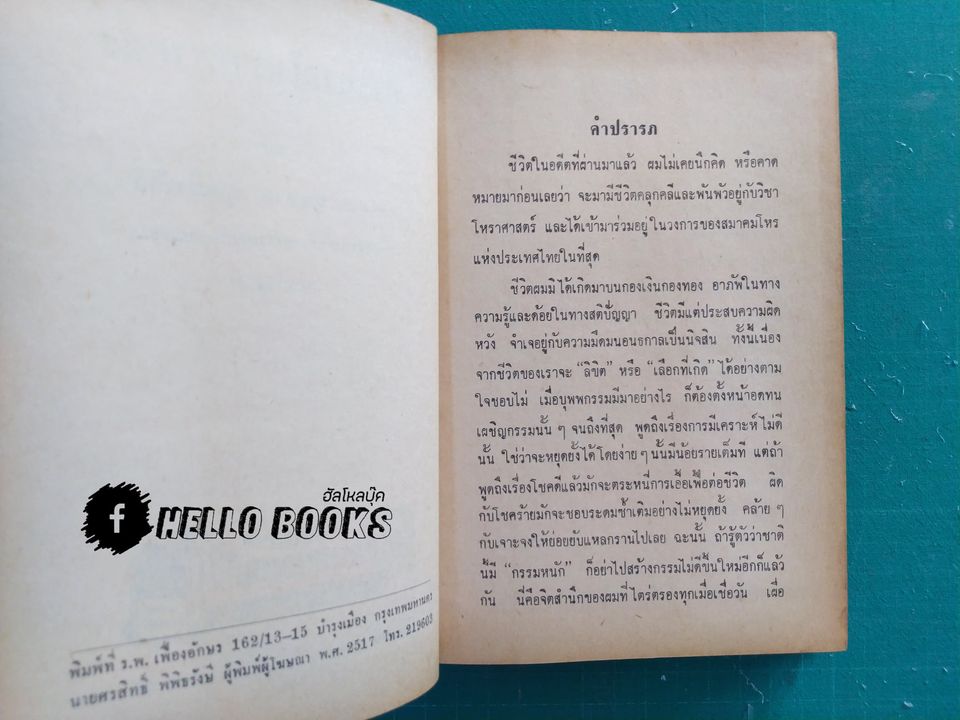 ฮัลโหลบุ๊ค
f HELLO BOOKS
พิมพ์ที่ ร.พ. เฟื่องอักษร 162/13-15 บำรุงเมือง กรุงเทพมหานคร
นายศรสิทธิ์ พิพิธรังษี ผู้พิมพ์ผู้โฆษณา พ.ศ. 2517 โทร. 219603
คำปรารภ
ชีวิตในอดีตที่ผ่านมาแล้ว ผมไม่เคยนึกคิด หรือคาด
หมายมาก่อนเลยว่า จะมามีชีวิตคลุกคลีและพันพัวอยู่กับวิชา
โหราศาสตร์ และได้เข้ามาร่วมอยู่ในวงการของสมาคมโหร
แห่งประเทศไทยในที่สุด
ชีวิตผมมิได้เกิดมาบนกองเงินกองทอง อาภัพในทาง
ความรู้และด้อยในทางสติปัญญา ชีวิตมีแต่ประสบความผิด
หวัง จำเจอยู่กับความมืดมนอนธกาลเป็นนิจสิน ทั้งนี้เนื่อง
จากชีวิตของเราจะ “ลิขิต” หรือ “เลือกที่เกิด” ได้อย่างตาม
ใจชอบไม่ เมื่อบุพพกรรมมีมาอย่างไร ก็ต้องตั้งหน้าอดทน
เผชิญกรรมนั้น ๆ จนถึงที่สุด พูดถึงเรื่องการมีเคราะห์ไม่ดี
นั้น ใช่ว่าจะหยุดยั้งได้โดยง่าย ๆ นั้นมีน้อยรายเต็มที แต่ถ้า
พูดถึงเรื่องโชคดีแล้วมักจะตระหนี่การเอื้อเฟื้อต่อชีวิต ผิด
กับโชคร้ายมักจะชอบระดมซ้ำเติมอย่างไม่หยุดยั้ง คล้าย ๆ
กับเจาะจงให้ย่อยยับแหลกรานไปเลย ฉะนั้น ถ้ารู้ตัวว่าชาติ
นี้มี “กรรมหนัก” ก็อย่าไปสร้างกรรมไม่ดีขึ้นใหม่อีกก็แล้ว
กัน นี่คือจิตสำนึกของผมที่ไตร่ตรองทุกเมื่อเชื่อวัน เผื่อ